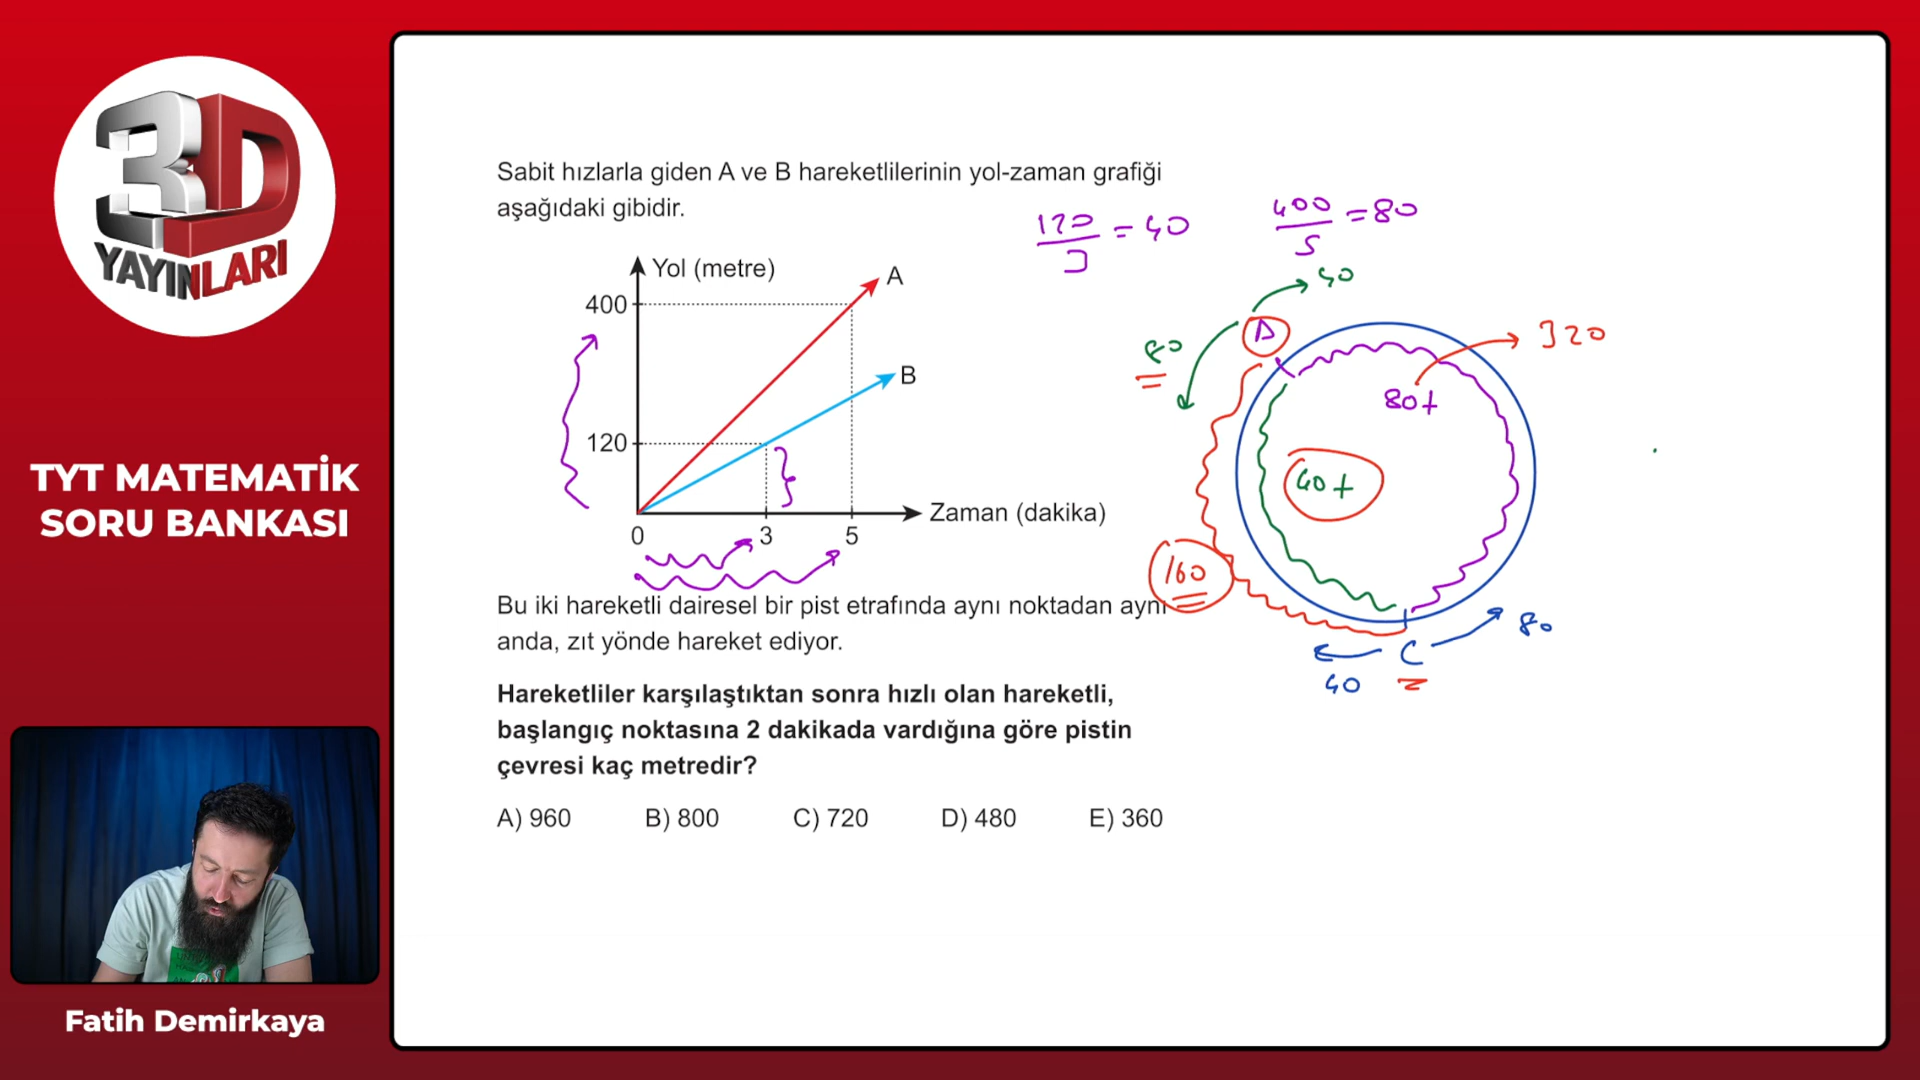 3D
YAYINLARI
TYT MATEMATİK
SORU BANKASI
Fatih Demirkaya
Sabit hızlarla giden A ve B hareketlilerinin yol-zaman grafiği
aşağıdaki gibidir.
Yol (metre)
A
400
B
120
Zaman (dakika)
0 3 5
Bu iki hareketli dairesel bir pist etrafında aynı noktadan aynı
anda, zıt yönde hareket ediyor.
Hareketliler karşılaştıktan sonra hızlı olan hareketli,
başlangıç noktasına 2 dakikada vardığına göre pistin
çevresi kaç metredir?
A) 960 B) 800 C) 720 D) 480 E) 360
120/3 = 40
400/5 = 80
40
80
320
80t
40t
160
80
C
40